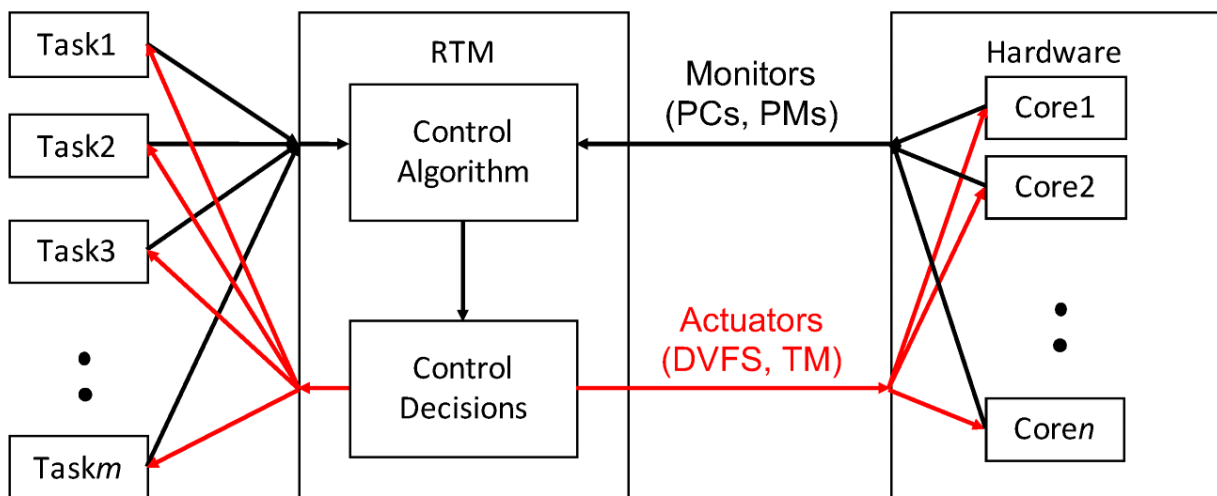 Task1
Task2
Task3
Taskm
RTM
Control
Algorithm
Control
Decisions
Monitors
(PCs, PMs)
Actuators
(DVFS, TM)
Hardware
Core1
Core2
Coren